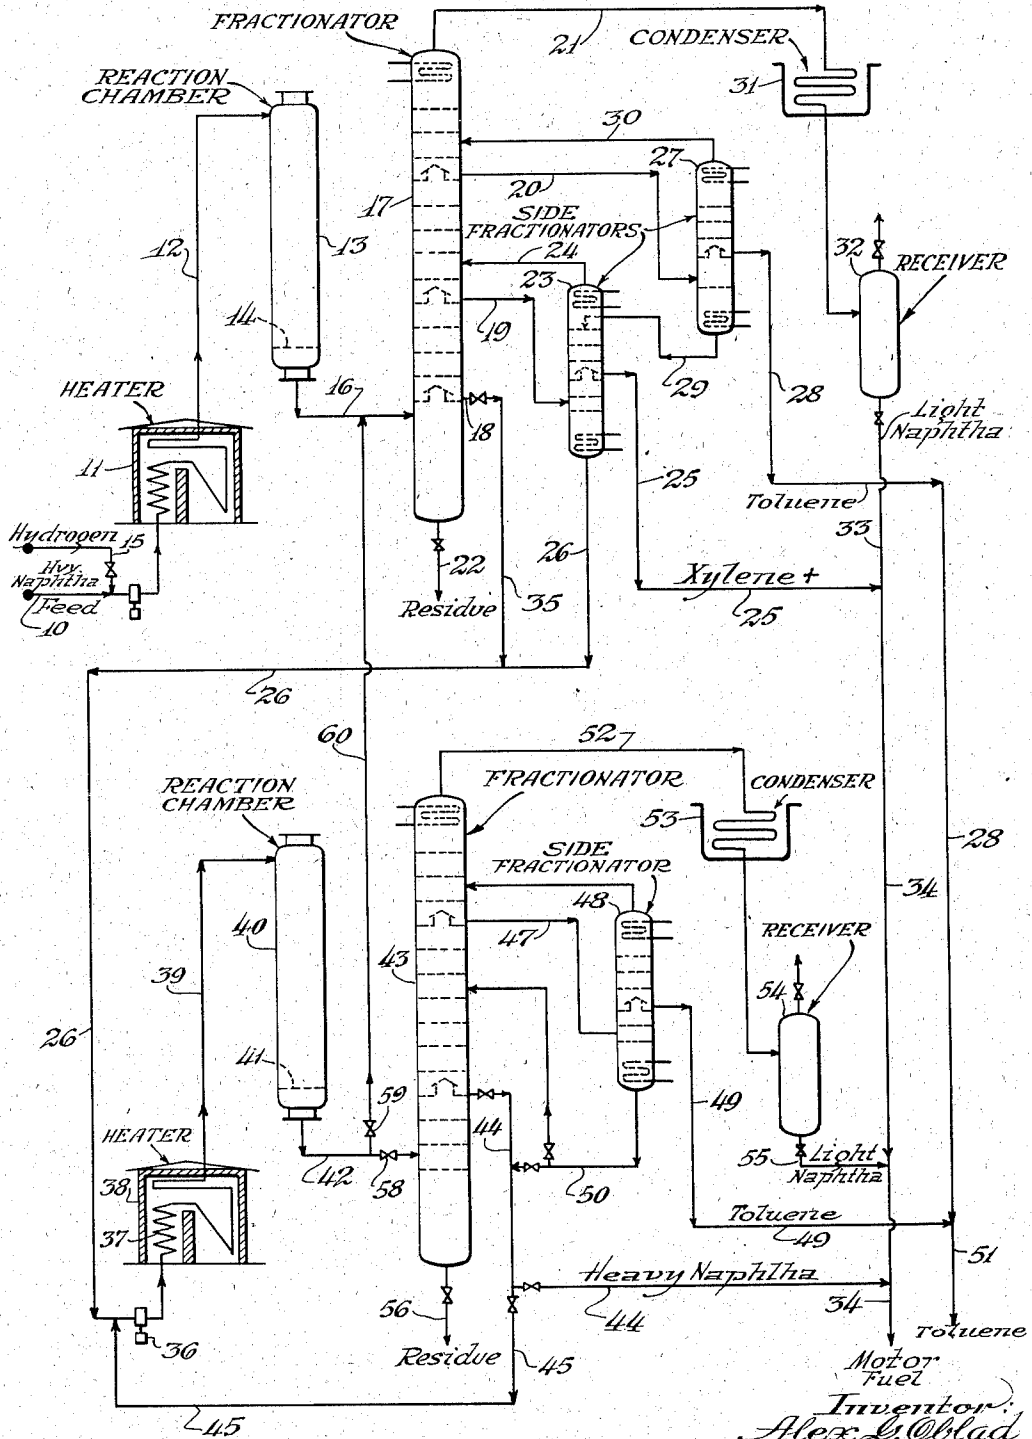 FRACTIONATOR
21
CONDENSER
31
REACTION
CHAMBER
30
27
20
17
SIDE
FRACTIONATORS
12
13
24
23
32
RECEIVER
14
19
29
28
HEATER
16
18
Light
Naphtha
11
25
Toluene
Hydrogen
15
33
26
22
Hvy.
Naphtha
Xylene +
Feed
Residue
35
25
10
26
60
52
REACTION
CHAMBER
FRACTIONATOR
CONDENSER
53
28
SIDE
FRACTIONATOR
34
48
40
47
RECEIVER
43
39
54
26
41
59
49
44
HEATER
55
Light
Naphtha
42
58
50
38
Toluene
49
37
51
Heavy Naphtha
56
44
34
36
Toluene
Residue
45
Motor
Fuel
45
Inventor:
Alex G. Oblad